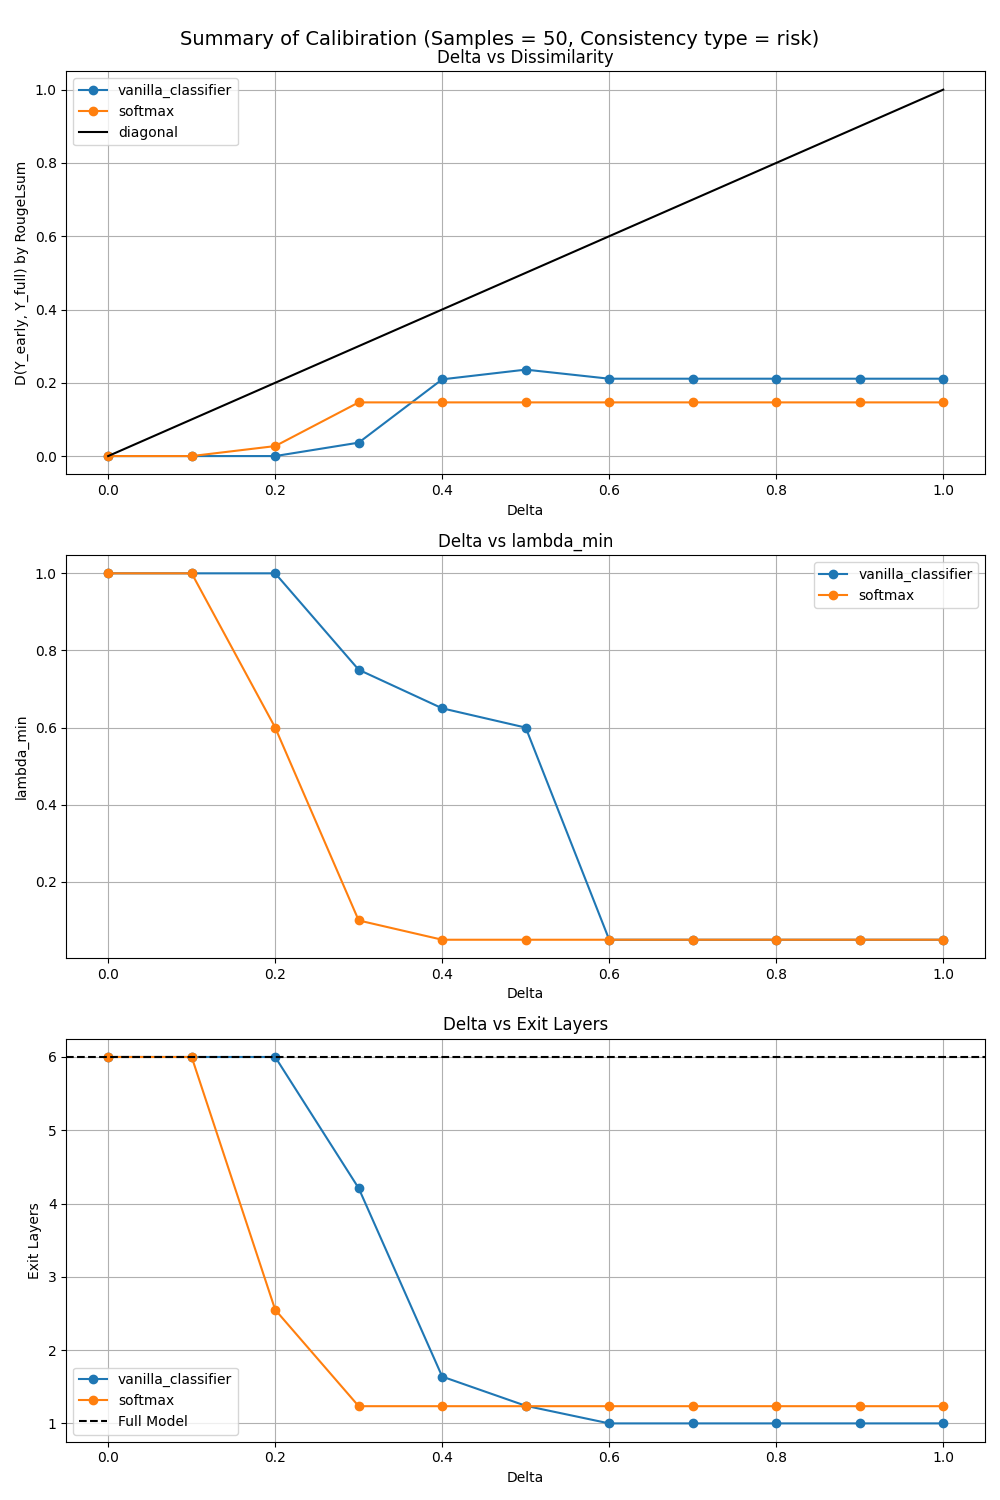 Summary of Calibiration (Samples = 50, Consistency type = risk)
Delta vs Dissimilarity
vanilla_classifier
softmax
diagonal
D(Y_early, Y_full) by RougeLsum
1.0
0.8
0.6
0.4
0.2
0.0
0.0 0.2 0.4 0.6 0.8 1.0
Delta
Delta vs lambda_min
vanilla_classifier
softmax
lambda_min
1.0
0.8
0.6
0.4
0.2
0.0 0.2 0.4 0.6 0.8 1.0
Delta
Delta vs Exit Layers
Exit Layers
6
5
4
3
2
1
vanilla_classifier
softmax
Full Model
0.0 0.2 0.4 0.6 0.8 1.0
Delta